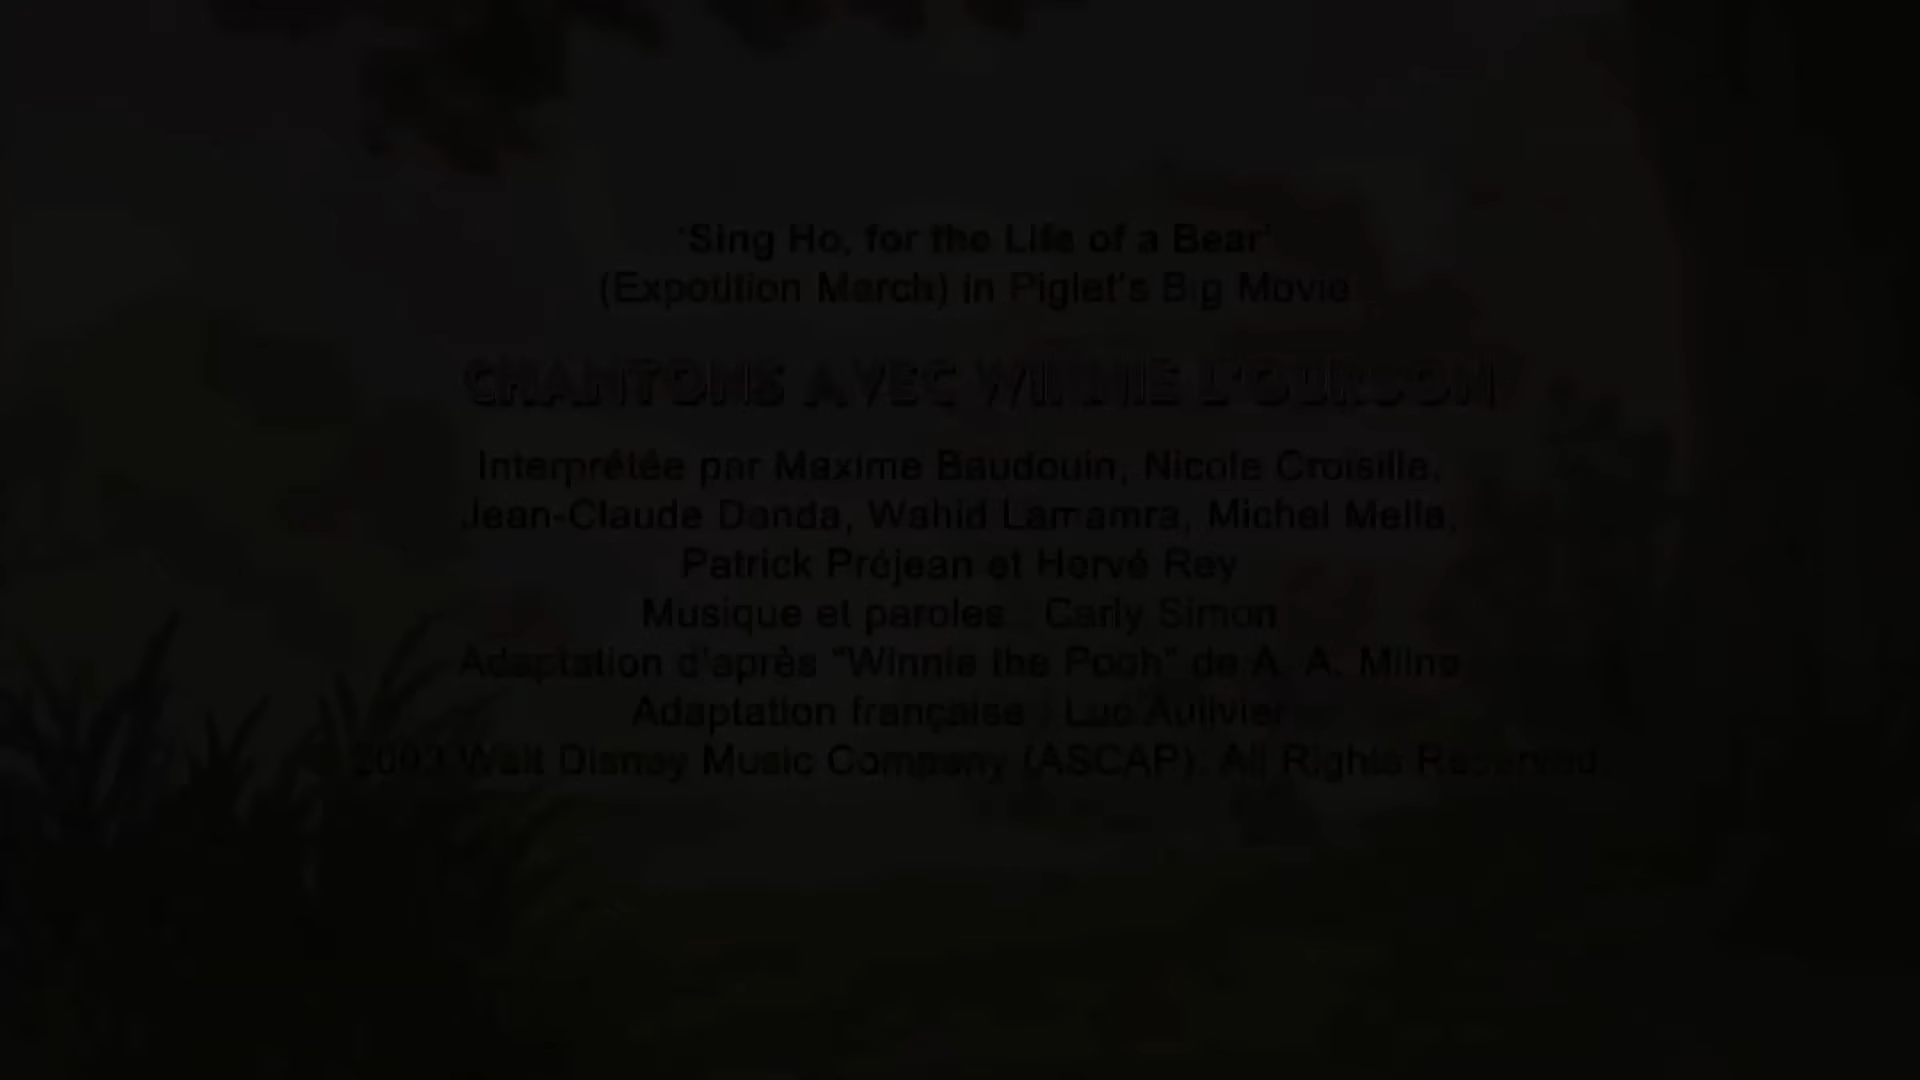 'Sing Ho, for the Life of a Bear'
(Expotition March) in Piglet's Big Movie
CHANTONS AVEC WINNIE L'OURSON
Interprétée par Maxime Baudouin, Nicole Croisille,
Jean-Claude Donda, Wahid Lamamra, Michel Mella,
Patrick Préjean et Hervé Rey
Musique et paroles : Carly Simon
Adaptation d'après "Winnie the Pooh" de A. A. Milne
Adaptation française : Luc Aulivier
2003 Walt Disney Music Company (ASCAP). All Rights Reserved